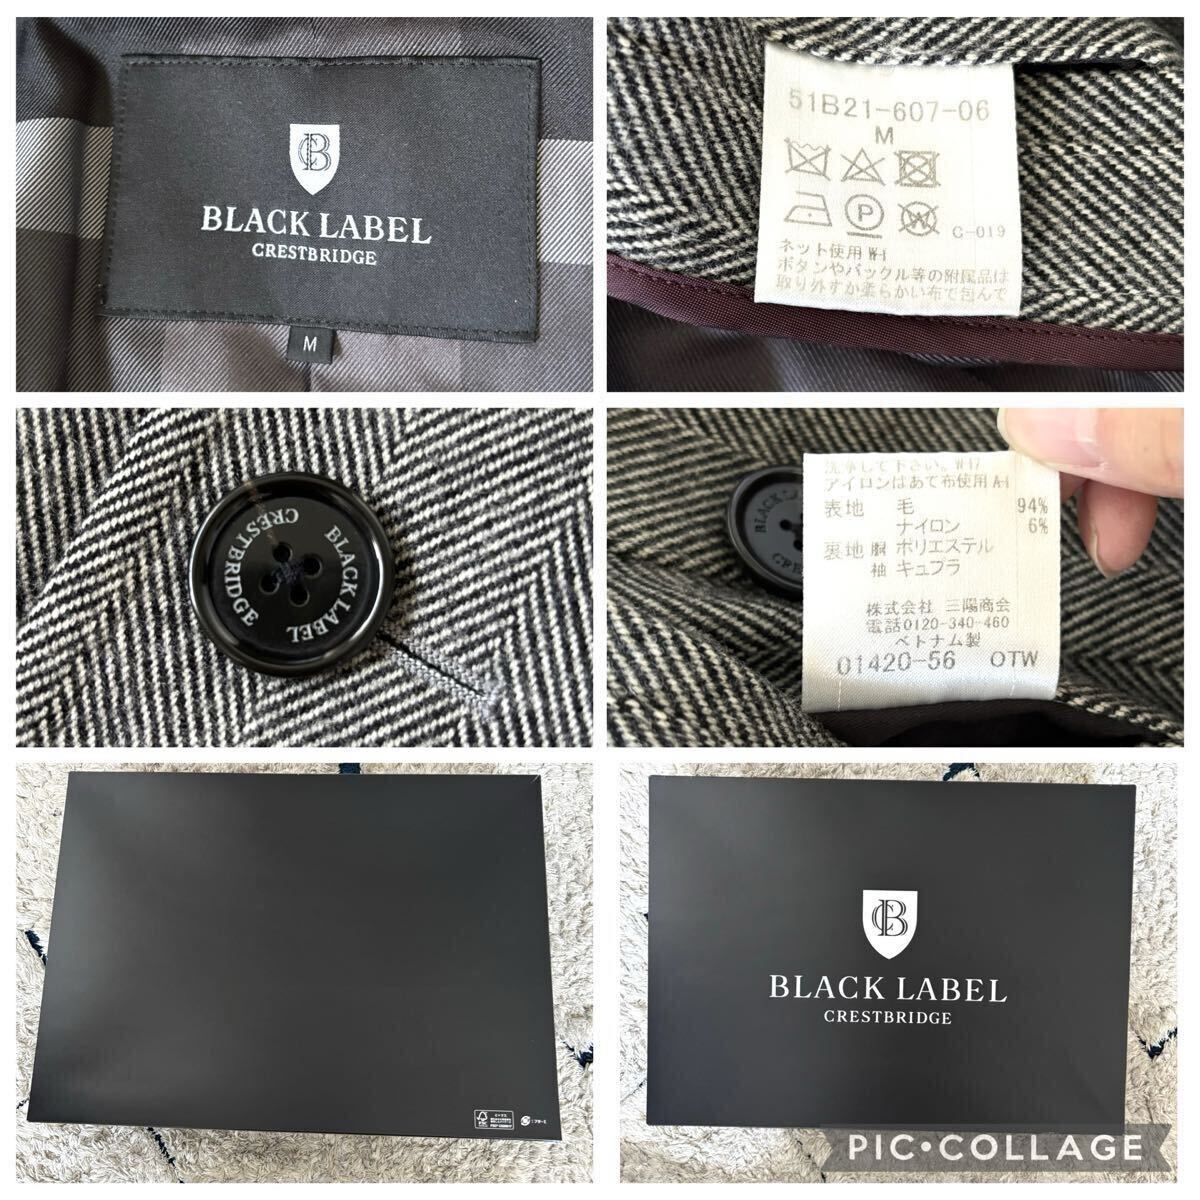 BLACK LABEL
CRESTBRIDGE
M
51B21-607-06
M
C-019
ネット使用 W-1
ボタンやバックル等の附属品は
取り外すか柔らかい布で包んで
BLACK LABEL
CRESTBRIDGE
洗浄して下さい。W-17
アイロンはあて布使用 A-1
表地 毛 94%
ナイロン 6%
裏地 胴 ポリエステル
袖 キュプラ
株式会社 三陽商会
電話0120-340-460
ベトナム製
01420-56 OTW
BLACK LABEL
CRESTBRIDGE
PIC•COLLAGE